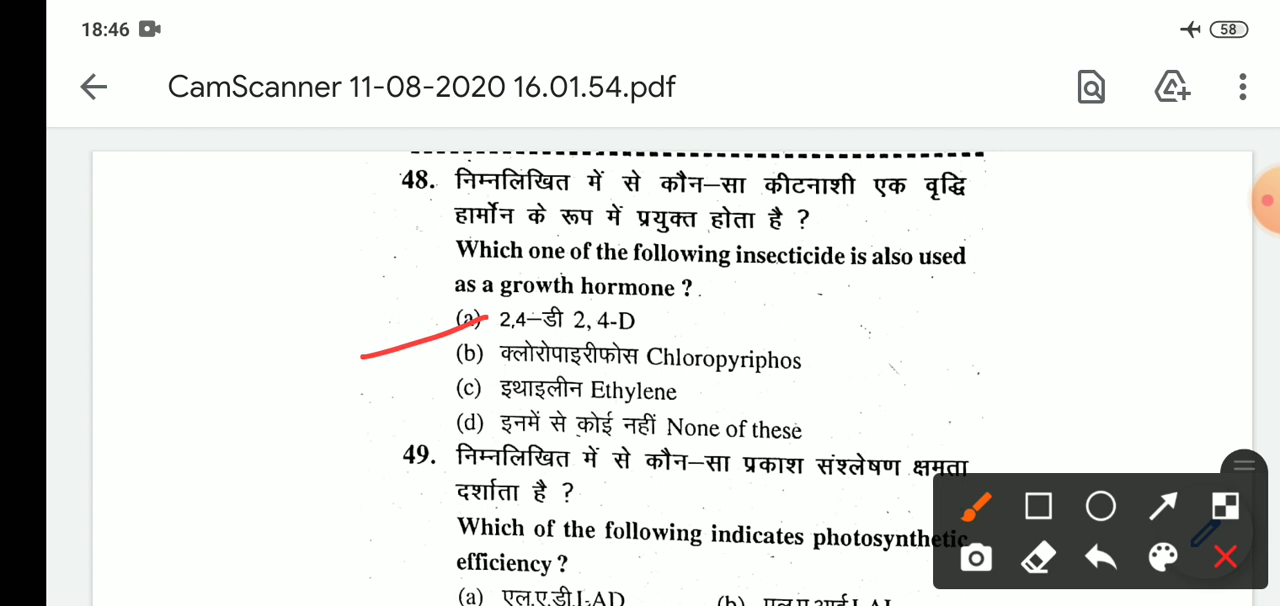 18:46
58
CamScanner 11-08-2020 16.01.54.pdf
48. निम्नलिखित में से कौन–सा कीटनाशी एक वृद्धि
हार्मोन के रूप में प्रयुक्त होता है ?
Which one of the following insecticide is also used
as a growth hormone ?
(a) 2,4–डी 2, 4-D
(b) क्लोरोपाइरीफोस Chloropyriphos
(c) इथाइलीन Ethylene
(d) इनमें से कोई नहीं None of these
49. निम्नलिखित में से कौन–सा प्रकाश संश्लेषण क्षमता
दर्शाता है ?
Which of the following indicates photosynthetic
efficiency ?
(a) एल.ए.डी. LAD (b)